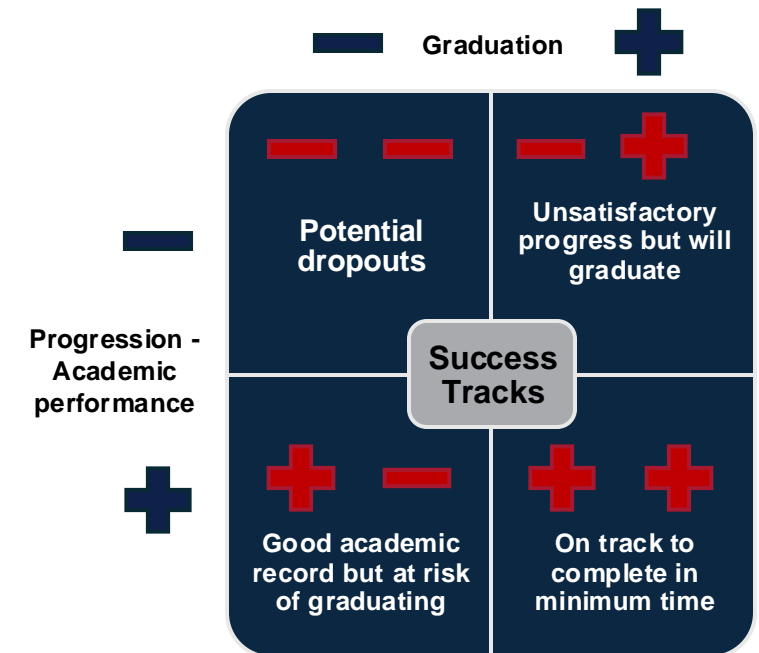 Graduation
Potential
dropouts
Unsatisfactory
progress but will
graduate
Progression -
Academic
performance
Success
Tracks
Good academic
record but at risk
of graduating
On track to
complete in
minimum time